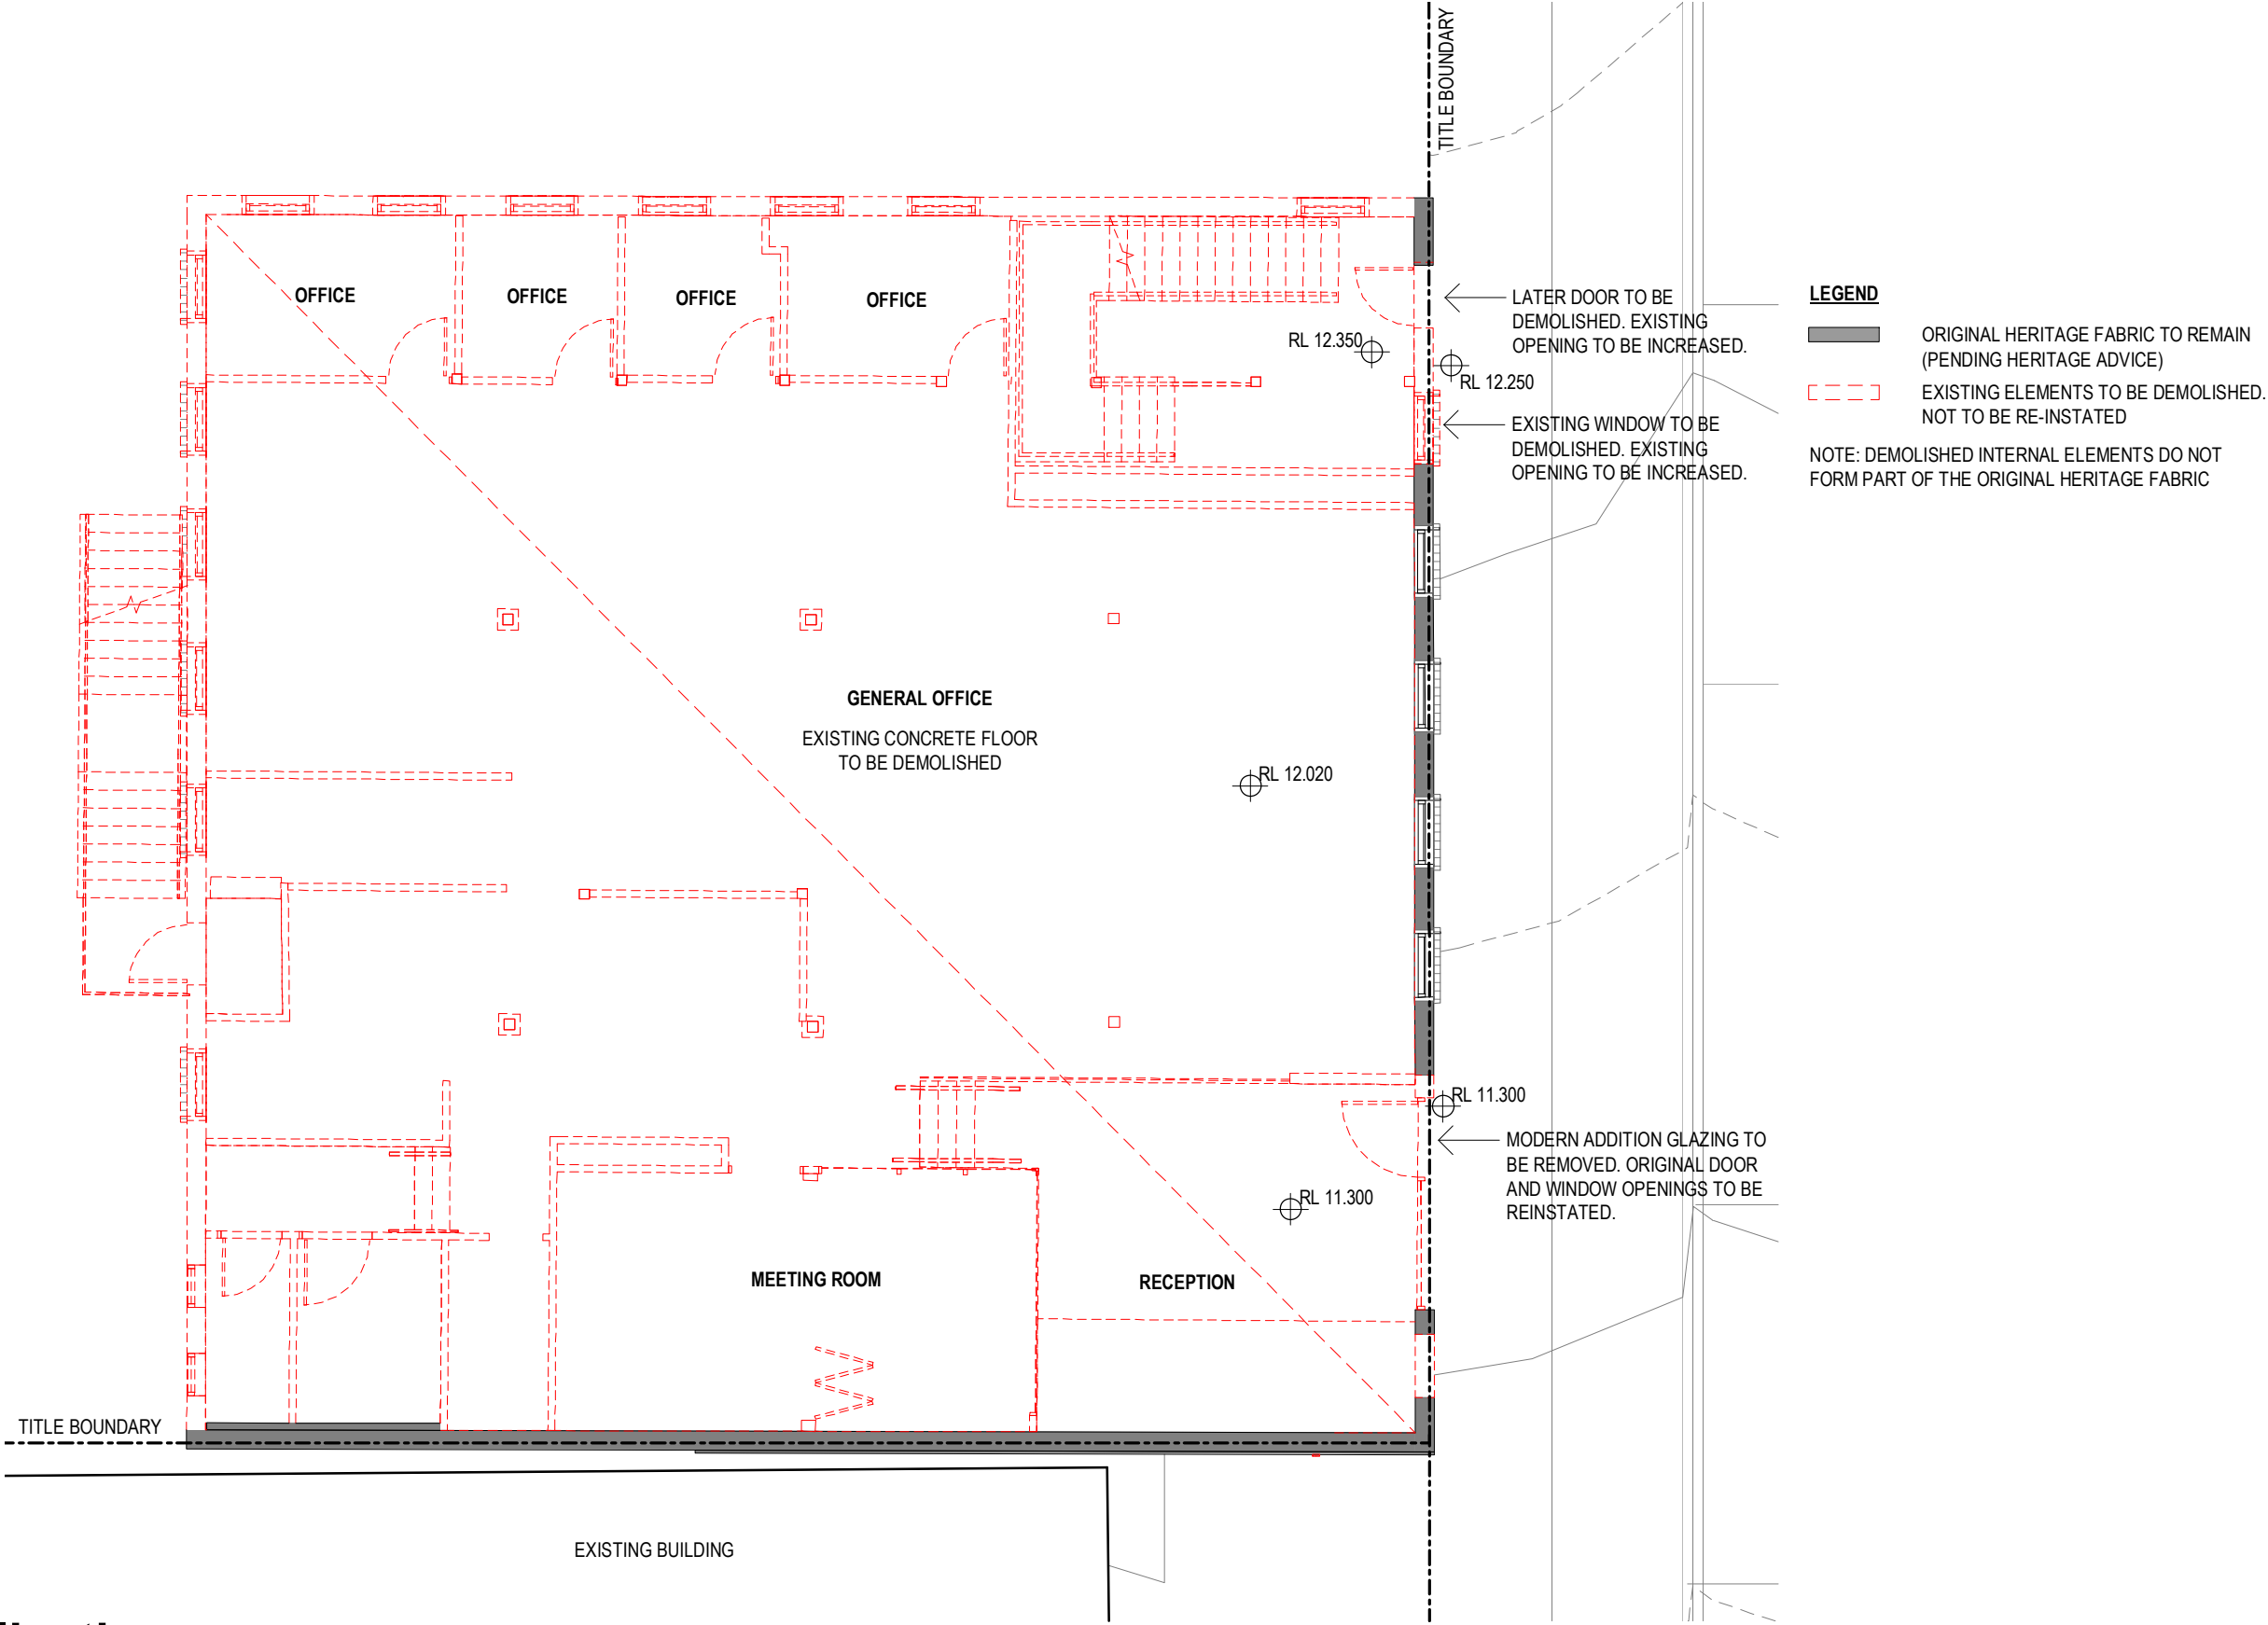 TITLE BOUNDARY
OFFICE
OFFICE
OFFICE
OFFICE
RL 12.350
RL 12.250
LATER DOOR TO BE
DEMOLISHED. EXISTING
OPENING TO BE INCREASED.
EXISTING WINDOW TO BE
DEMOLISHED. EXISTING
OPENING TO BE INCREASED.
LEGEND
ORIGINAL HERITAGE FABRIC TO REMAIN
(PENDING HERITAGE ADVICE)
EXISTING ELEMENTS TO BE DEMOLISHED.
NOT TO BE RE-INSTATED
NOTE: DEMOLISHED INTERNAL ELEMENTS DO NOT
FORM PART OF THE ORIGINAL HERITAGE FABRIC
GENERAL OFFICE
EXISTING CONCRETE FLOOR
TO BE DEMOLISHED
RL 12.020
RL 11.300
MODERN ADDITION GLAZING TO
BE REMOVED. ORIGINAL DOOR
AND WINDOW OPENINGS TO BE
REINSTATED.
RL 11.300
MEETING ROOM
RECEPTION
TITLE BOUNDARY
EXISTING BUILDING